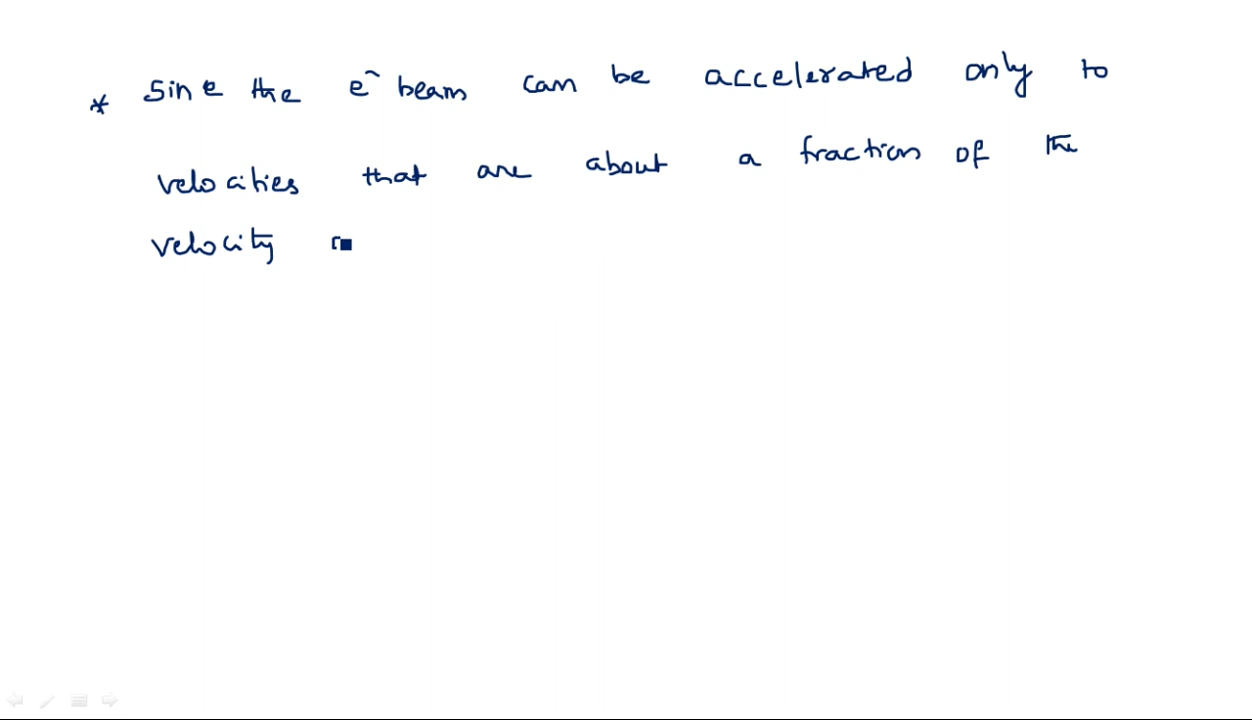 * Sine the e⁻ beam can be accelerated only to
velocities that are about a fraction of the
velocity